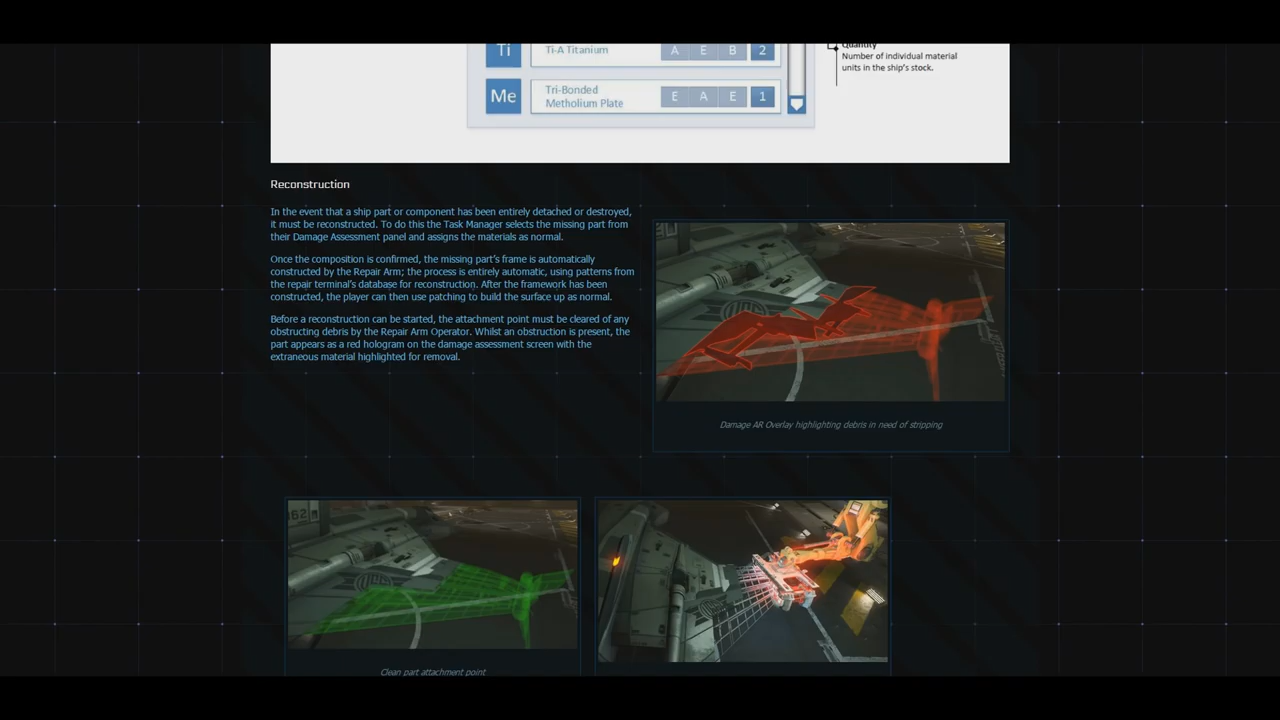 Quantity
Number of individual material
units in the ship's stock.
Ti
Ti-A Titanium
A E B 2
Me
Tri-Bonded
Metholium Plate
E A E 1
Reconstruction
In the event that a ship part or component has been entirely detached or destroyed,
it must be reconstructed. To do this the Task Manager selects the missing part from
their Damage Assessment panel and assigns the materials as normal.
Once the composition is confirmed, the missing part's frame is automatically
constructed by the Repair Arm; the process is entirely automatic, using patterns from
the repair terminal's database for reconstruction. After the framework has been
constructed, the player can then use patching to build the surface up as normal.
Before a reconstruction can be started, the attachment point must be cleared of any
obstructing debris by the Repair Arm Operator. Whilst an obstruction is present, the
part appears as a red hologram on the damage assessment screen with the
extraneous material highlighted for removal.
Damage AR Overlay highlighting debris in need of stripping
Clean part attachment point